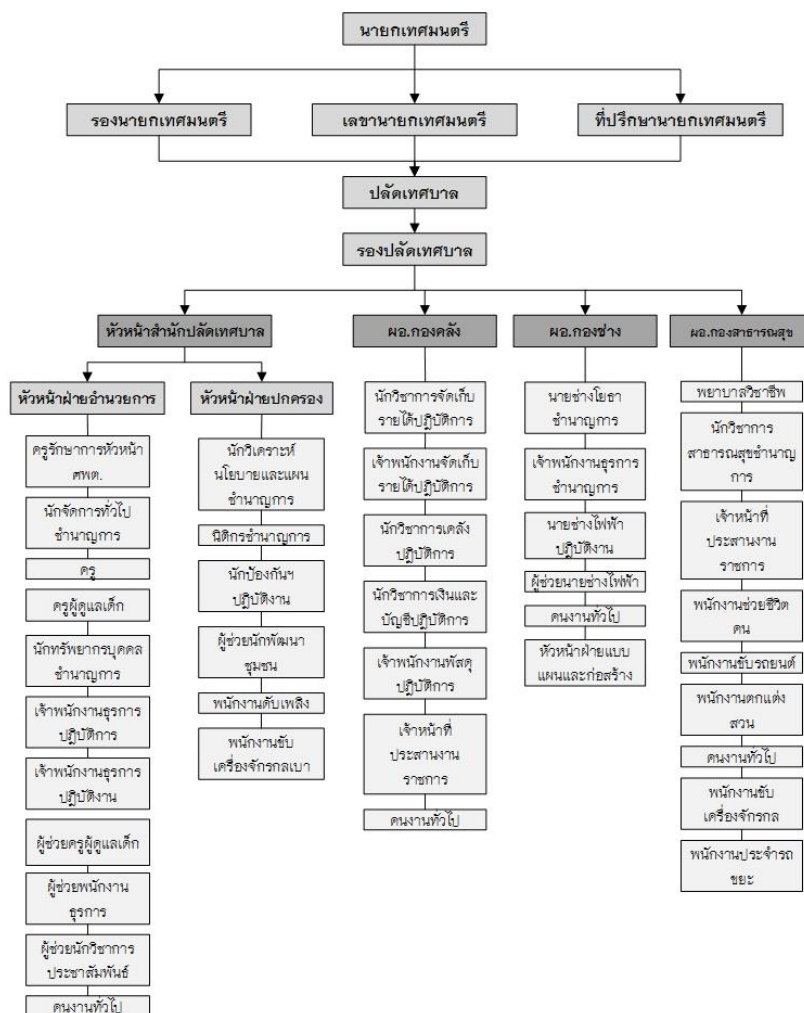 นายกเทศมนตรี
รองนายกเทศมนตรี
เลขานายกเทศมนตรี
ที่ปรึกษานายกเทศมนตรี
ปลัดเทศบาล
รองปลัดเทศบาล
หัวหน้าสำนักปลัดเทศบาล
ผอ.กองคลัง
ผอ.กองช่าง
ผอ.กองสาธารณสุข
หัวหน้าฝ่ายอำนวยการ
ครูรักษาการหัวหน้า
ศพด.
นักจัดการทั่วไป
ชำนาญการ
ครู
ครูผู้ดูแลเด็ก
นักทรัพยากรบุคคล
ชำนาญการ
เจ้าพนักงานธุรการ
ปฏิบัติการ
เจ้าพนักงานธุรการ
ปฏิบัติงาน
ผู้ช่วยครูผู้ดูแลเด็ก
ผู้ช่วยพนักงาน
ธุรการ
ผู้ช่วยนักวิชาการ
ประชาสัมพันธ์
คนงานทั่วไป
หัวหน้าฝ่ายปกครอง
นักวิเคราะห์
นโยบายและแผน
ชำนาญการ
นิติกรชำนาญการ
นักป้องกันฯ
ปฏิบัติงาน
ผู้ช่วยนักพัฒนา
ชุมชน
พนักงานดับเพลิง
พนักงานขับ
เครื่องจักรกลเบา
นักวิชาการจัดเก็บ
รายได้ปฏิบัติการ
เจ้าพนักงานจัดเก็บ
รายได้ปฏิบัติการ
นักวิชาการเคลัง
ปฏิบัติการ
นักวิชาการเงินและ
บัญชีปฏิบัติการ
เจ้าพนักงานพัสดุ
ปฏิบัติการ
เจ้าหน้าที่
ประสานงาน
ราชการ
คนงานทั่วไป
นายช่างโยธา
ชำนาญการ
เจ้าพนักงานธุรการ
ชำนาญการ
นายช่างไฟฟ้า
ปฏิบัติงาน
ผู้ช่วยนายช่างไฟฟ้า
คนงานทั่วไป
หัวหน้าฝ่ายแบบ
แผนและก่อสร้าง
พยาบาลวิชาชีพ
นักวิชาการ
สาธารณสุขชำนาญ
การ
เจ้าหน้าที่
ประสานงาน
ราชการ
พนักงานช่วยชีวิต
คน
พนักงานขับรถยนต์
พนักงานตกแต่ง
สวน
คนงานทั่วไป
พนักงานขับ
เครื่องจักรกล
พนักงานประจำรถ
ขยะ